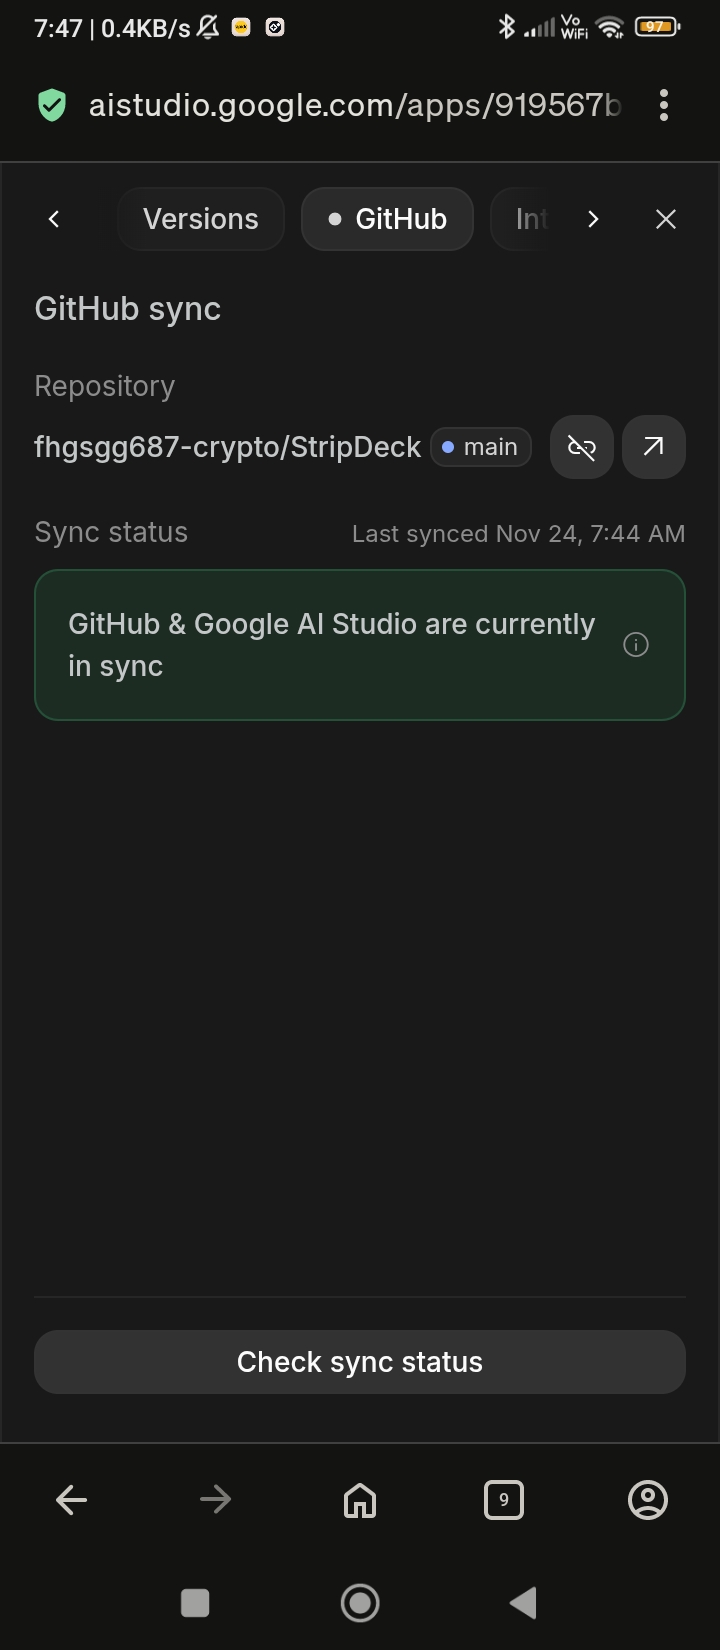 7:47 | 0.4KB/s Vo WiFi 97
aistudio.google.com/apps/919567b
Versions GitHub Int
GitHub sync
Repository
fhgsgg687-crypto/StripDeck main
Sync status Last synced Nov 24, 7:44 AM
GitHub & Google AI Studio are currently
in sync
Check sync status
9